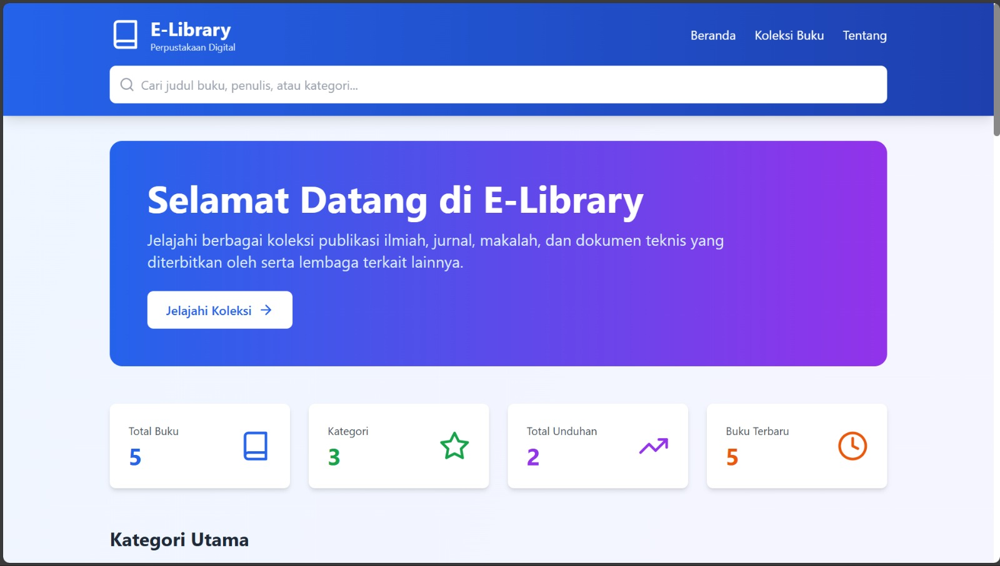 E-Library
Perpustakaan Digital
Beranda
Koleksi Buku
Tentang
Cari judul buku, penulis, atau kategori...
Selamat Datang di E-Library
Jelajahi berbagai koleksi publikasi ilmiah, jurnal, makalah, dan dokumen teknis yang
diterbitkan oleh serta lembaga terkait lainnya.
Jelajahi Koleksi
Total Buku
5
Kategori
3
Total Unduhan
2
Buku Terbaru
5
Kategori Utama